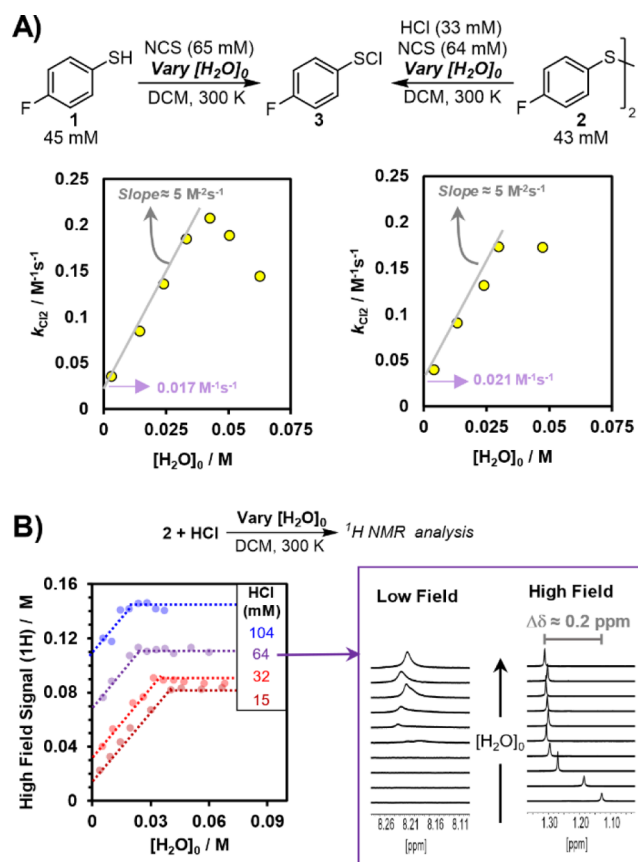 A)
SH
F
1
45 mM
NCS (65 mM)
Vary [H₂O]₀
DCM, 300 K
SCl
F
3
HCl (33 mM)
NCS (64 mM)
Vary [H₂O]₀
DCM, 300 K
S
2
F
2
43 mM
0.25
0.2
0.15
0.1
0.05
0
k_Cl2 / M⁻¹s⁻¹
Slope ≈ 5 M⁻²s⁻¹
0.017 M⁻¹s⁻¹
0 0.025 0.05 0.075
[H₂O]₀ / M
0.25
0.2
0.15
0.1
0.05
0
k_Cl2 / M⁻¹s⁻¹
Slope ≈ 5 M⁻²s⁻¹
0.021 M⁻¹s⁻¹
0 0.025 0.05 0.075
[H₂O]₀ / M
B)
2 + HCl
Vary [H₂O]₀
DCM, 300 K
¹H NMR analysis
0.16
0.12
0.08
0.04
0
High Field Signal (1H) / M
HCl
(mM)
104
64
32
15
0 0.03 0.06 0.09
[H₂O]₀ / M
Low Field
High Field
Δδ ≈ 0.2 ppm
[H₂O]₀
8.26 8.21 8.16 8.11
[ppm]
1.30 1.20 1.10
[ppm]